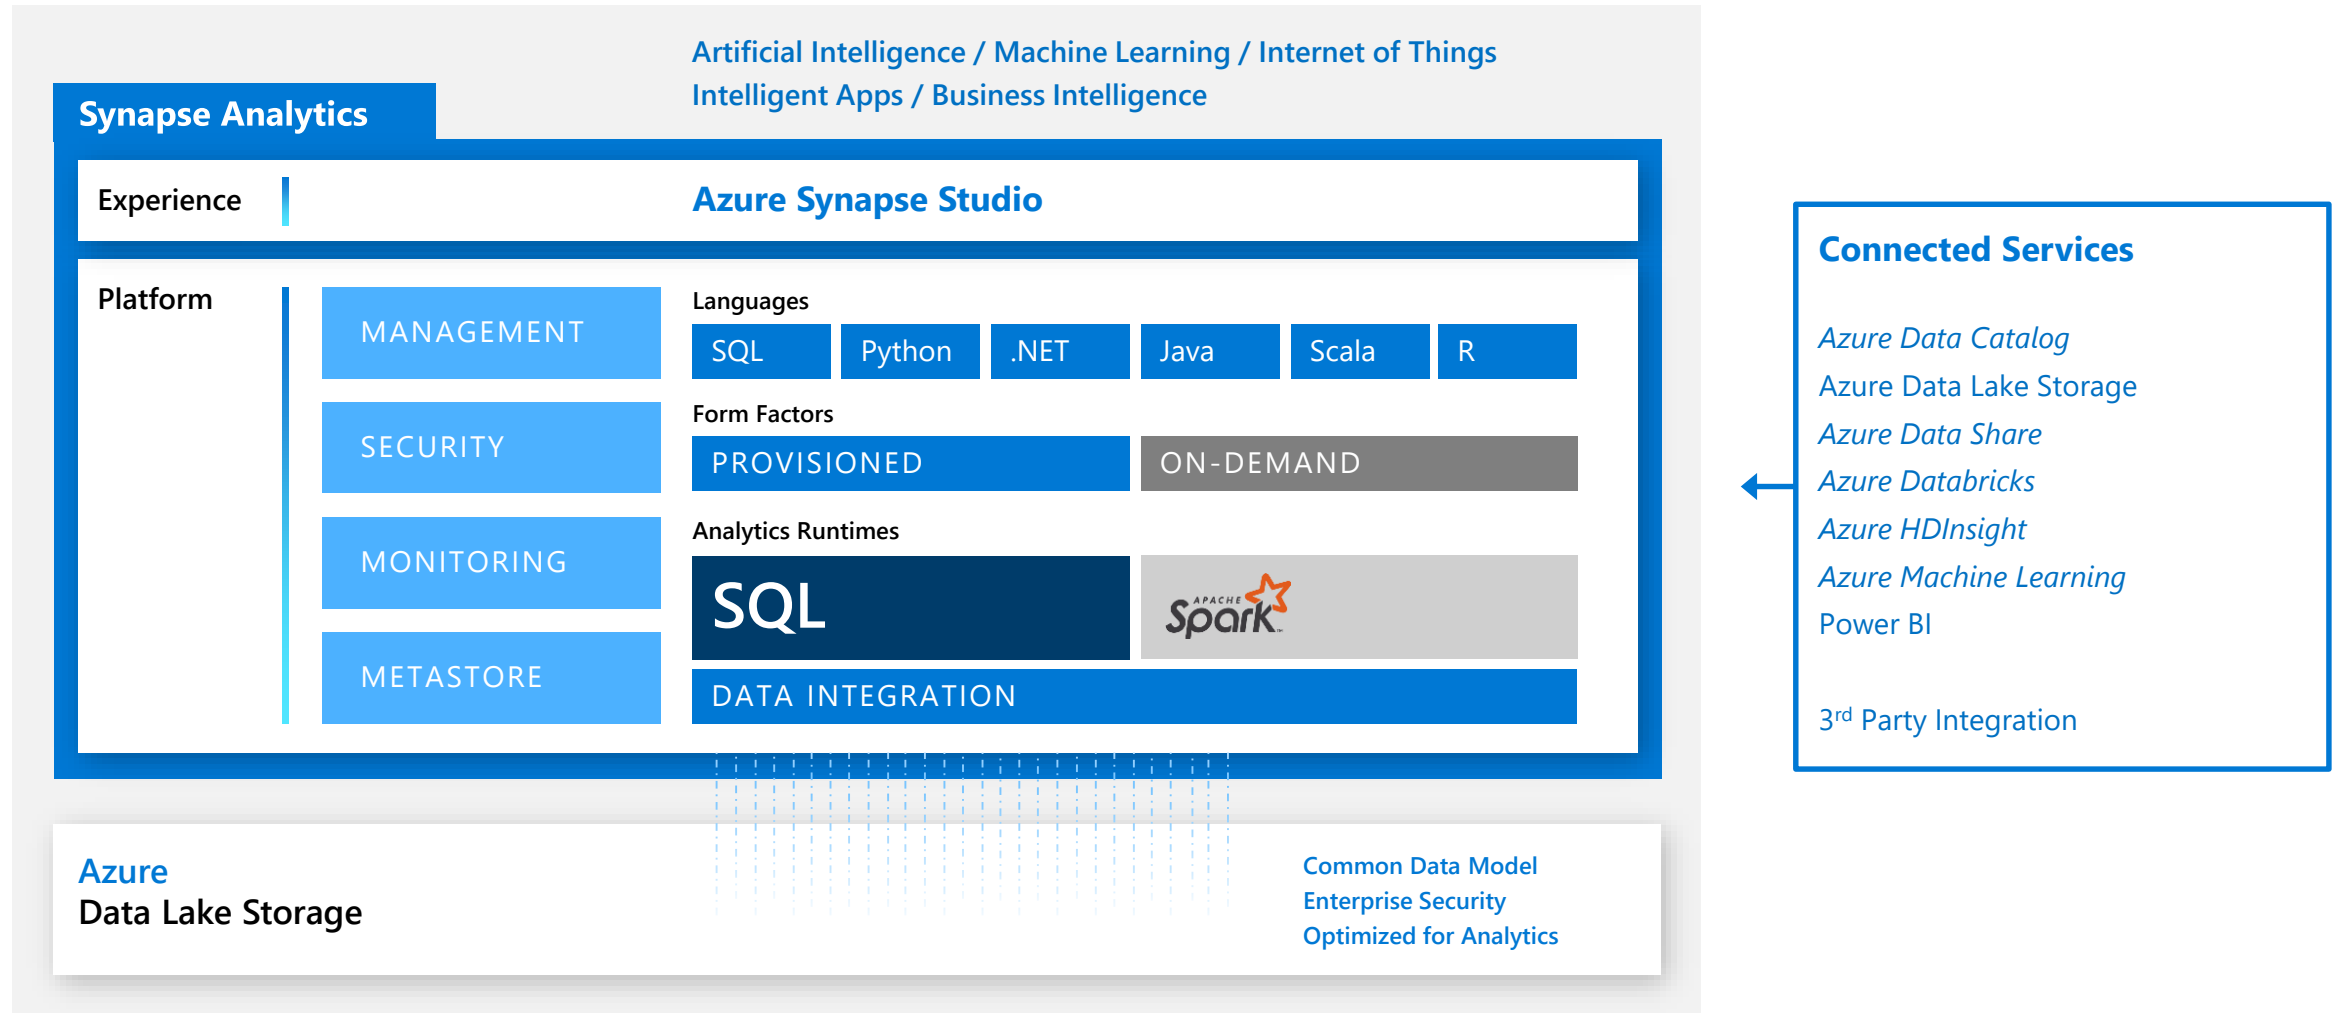 Artificial Intelligence / Machine Learning / Internet of Things
Intelligent Apps / Business Intelligence
Synapse Analytics
Experience
Azure Synapse Studio
Platform
MANAGEMENT
SECURITY
MONITORING
METASTORE
Languages
SQL
Python
.NET
Java
Scala
R
Form Factors
PROVISIONED
ON-DEMAND
Analytics Runtimes
SQL
APACHE
Spark™
DATA INTEGRATION
Azure
Data Lake Storage
Common Data Model
Enterprise Security
Optimized for Analytics
Connected Services
Azure Data Catalog
Azure Data Lake Storage
Azure Data Share
Azure Databricks
Azure HDInsight
Azure Machine Learning
Power BI
3rd Party Integration